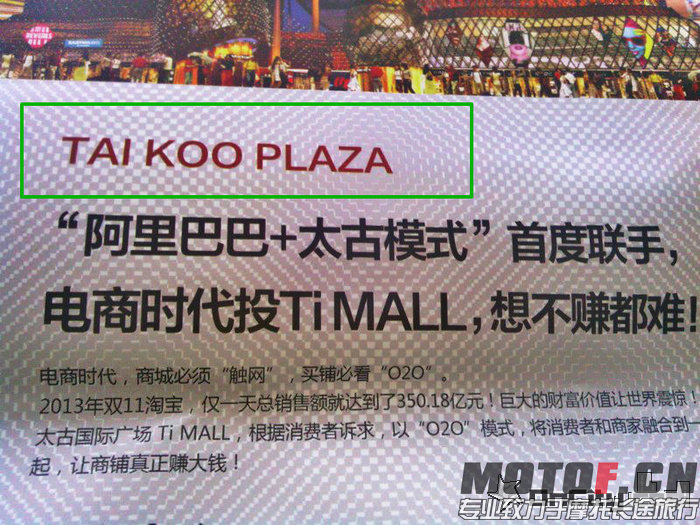 TAI KOO PLAZA
“阿里巴巴+太古模式”首度联手，
电商时代投Ti MALL，想不赚都难！
电商时代，商城必须“触网”，买铺必看“O2O”。
2013年双11淘宝，仅一天总销售额就达到了350.18亿元！巨大的财富价值让世界震惊！
太古国际广场 Ti MALL，根据消费者诉求，以“O2O”模式，将消费者和商家融合到一
起，让商铺真正赚大钱！
MOTOF.CN
专业致力于摩托长途旅行